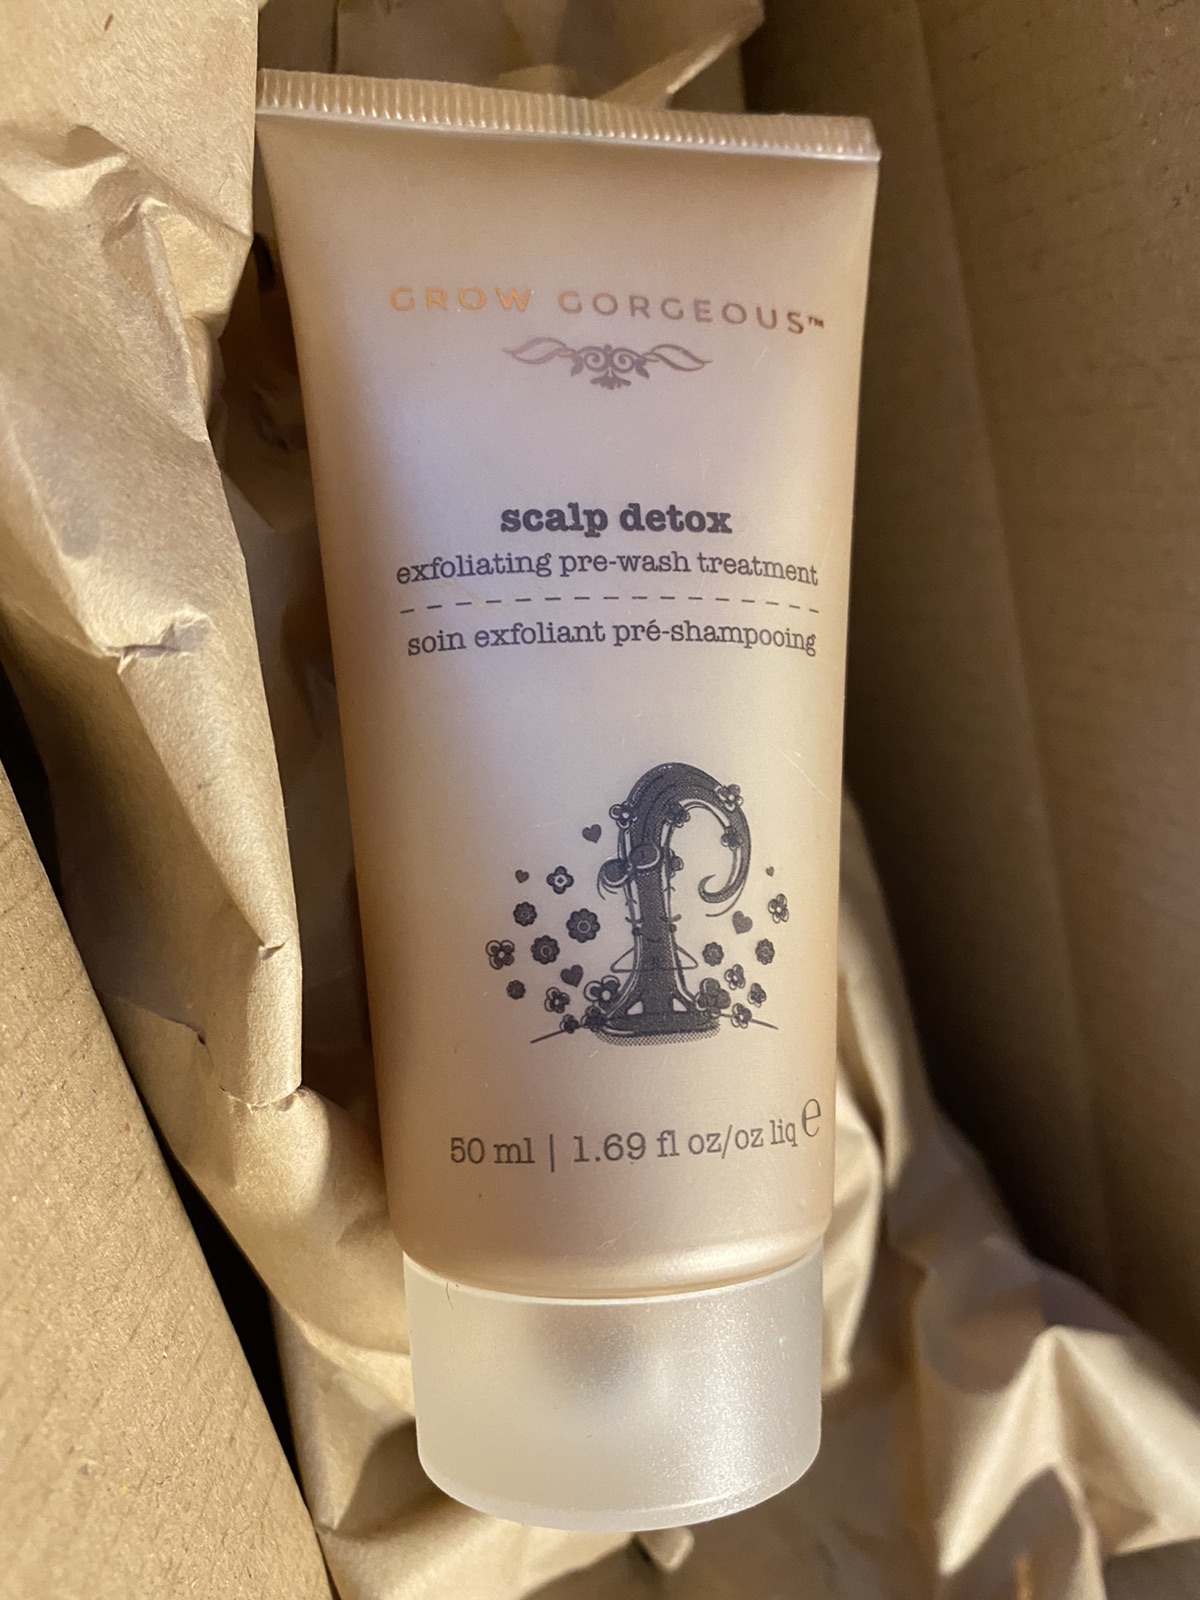 GROW GORGEOUS™
scalp detox
exfoliating pre-wash treatment
soin exfoliant pré-shampooing
50 ml | 1.69 fl oz/oz liq e